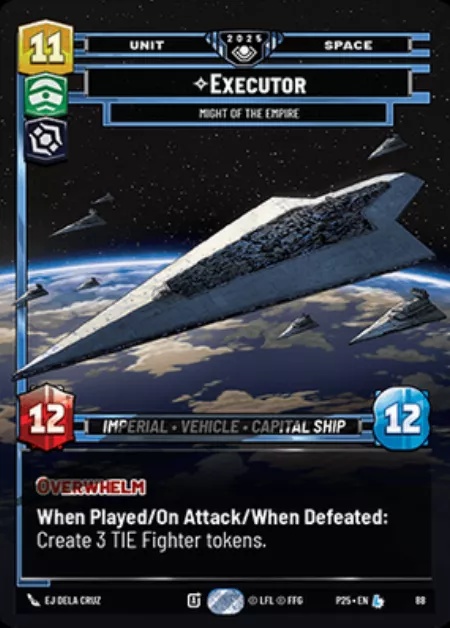 11
UNIT
2025
SPACE
EXECUTOR
MIGHT OF THE EMPIRE
12
IMPERIAL • VEHICLE • CAPITAL SHIP
12
OVERWHELM
When Played/On Attack/When Defeated:
Create 3 TIE Fighter tokens.
EJ DELA CRUZ
© LFL © FFG
P25 • EN
88